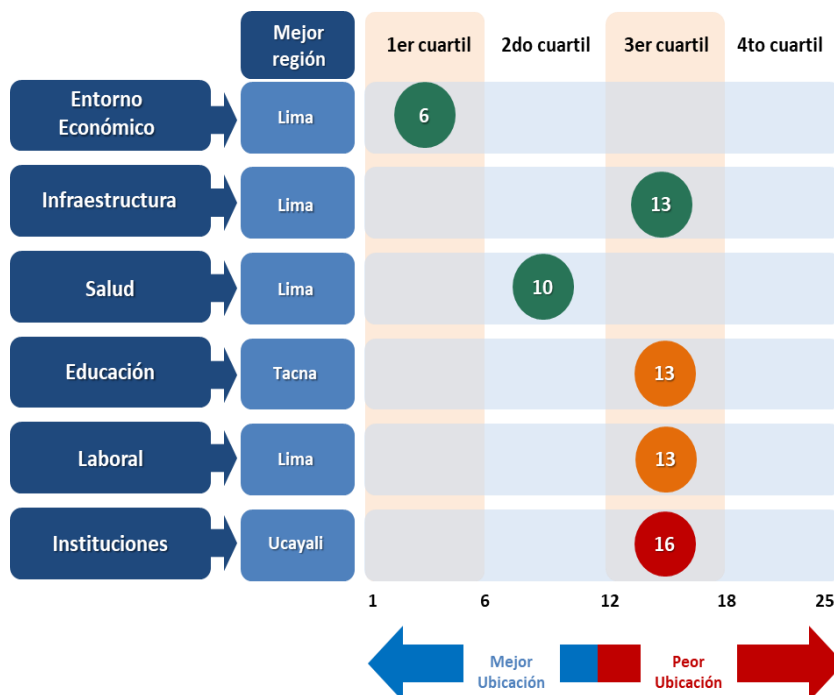 Mejor
región
1er cuartil
2do cuartil
3er cuartil
4to cuartil
Entorno
Económico
Lima
6
Infraestructura
Lima
13
Salud
Lima
10
Educación
Tacna
13
Laboral
Lima
13
Instituciones
Ucayali
16
1
6
12
18
25
Mejor
Ubicación
Peor
Ubicación